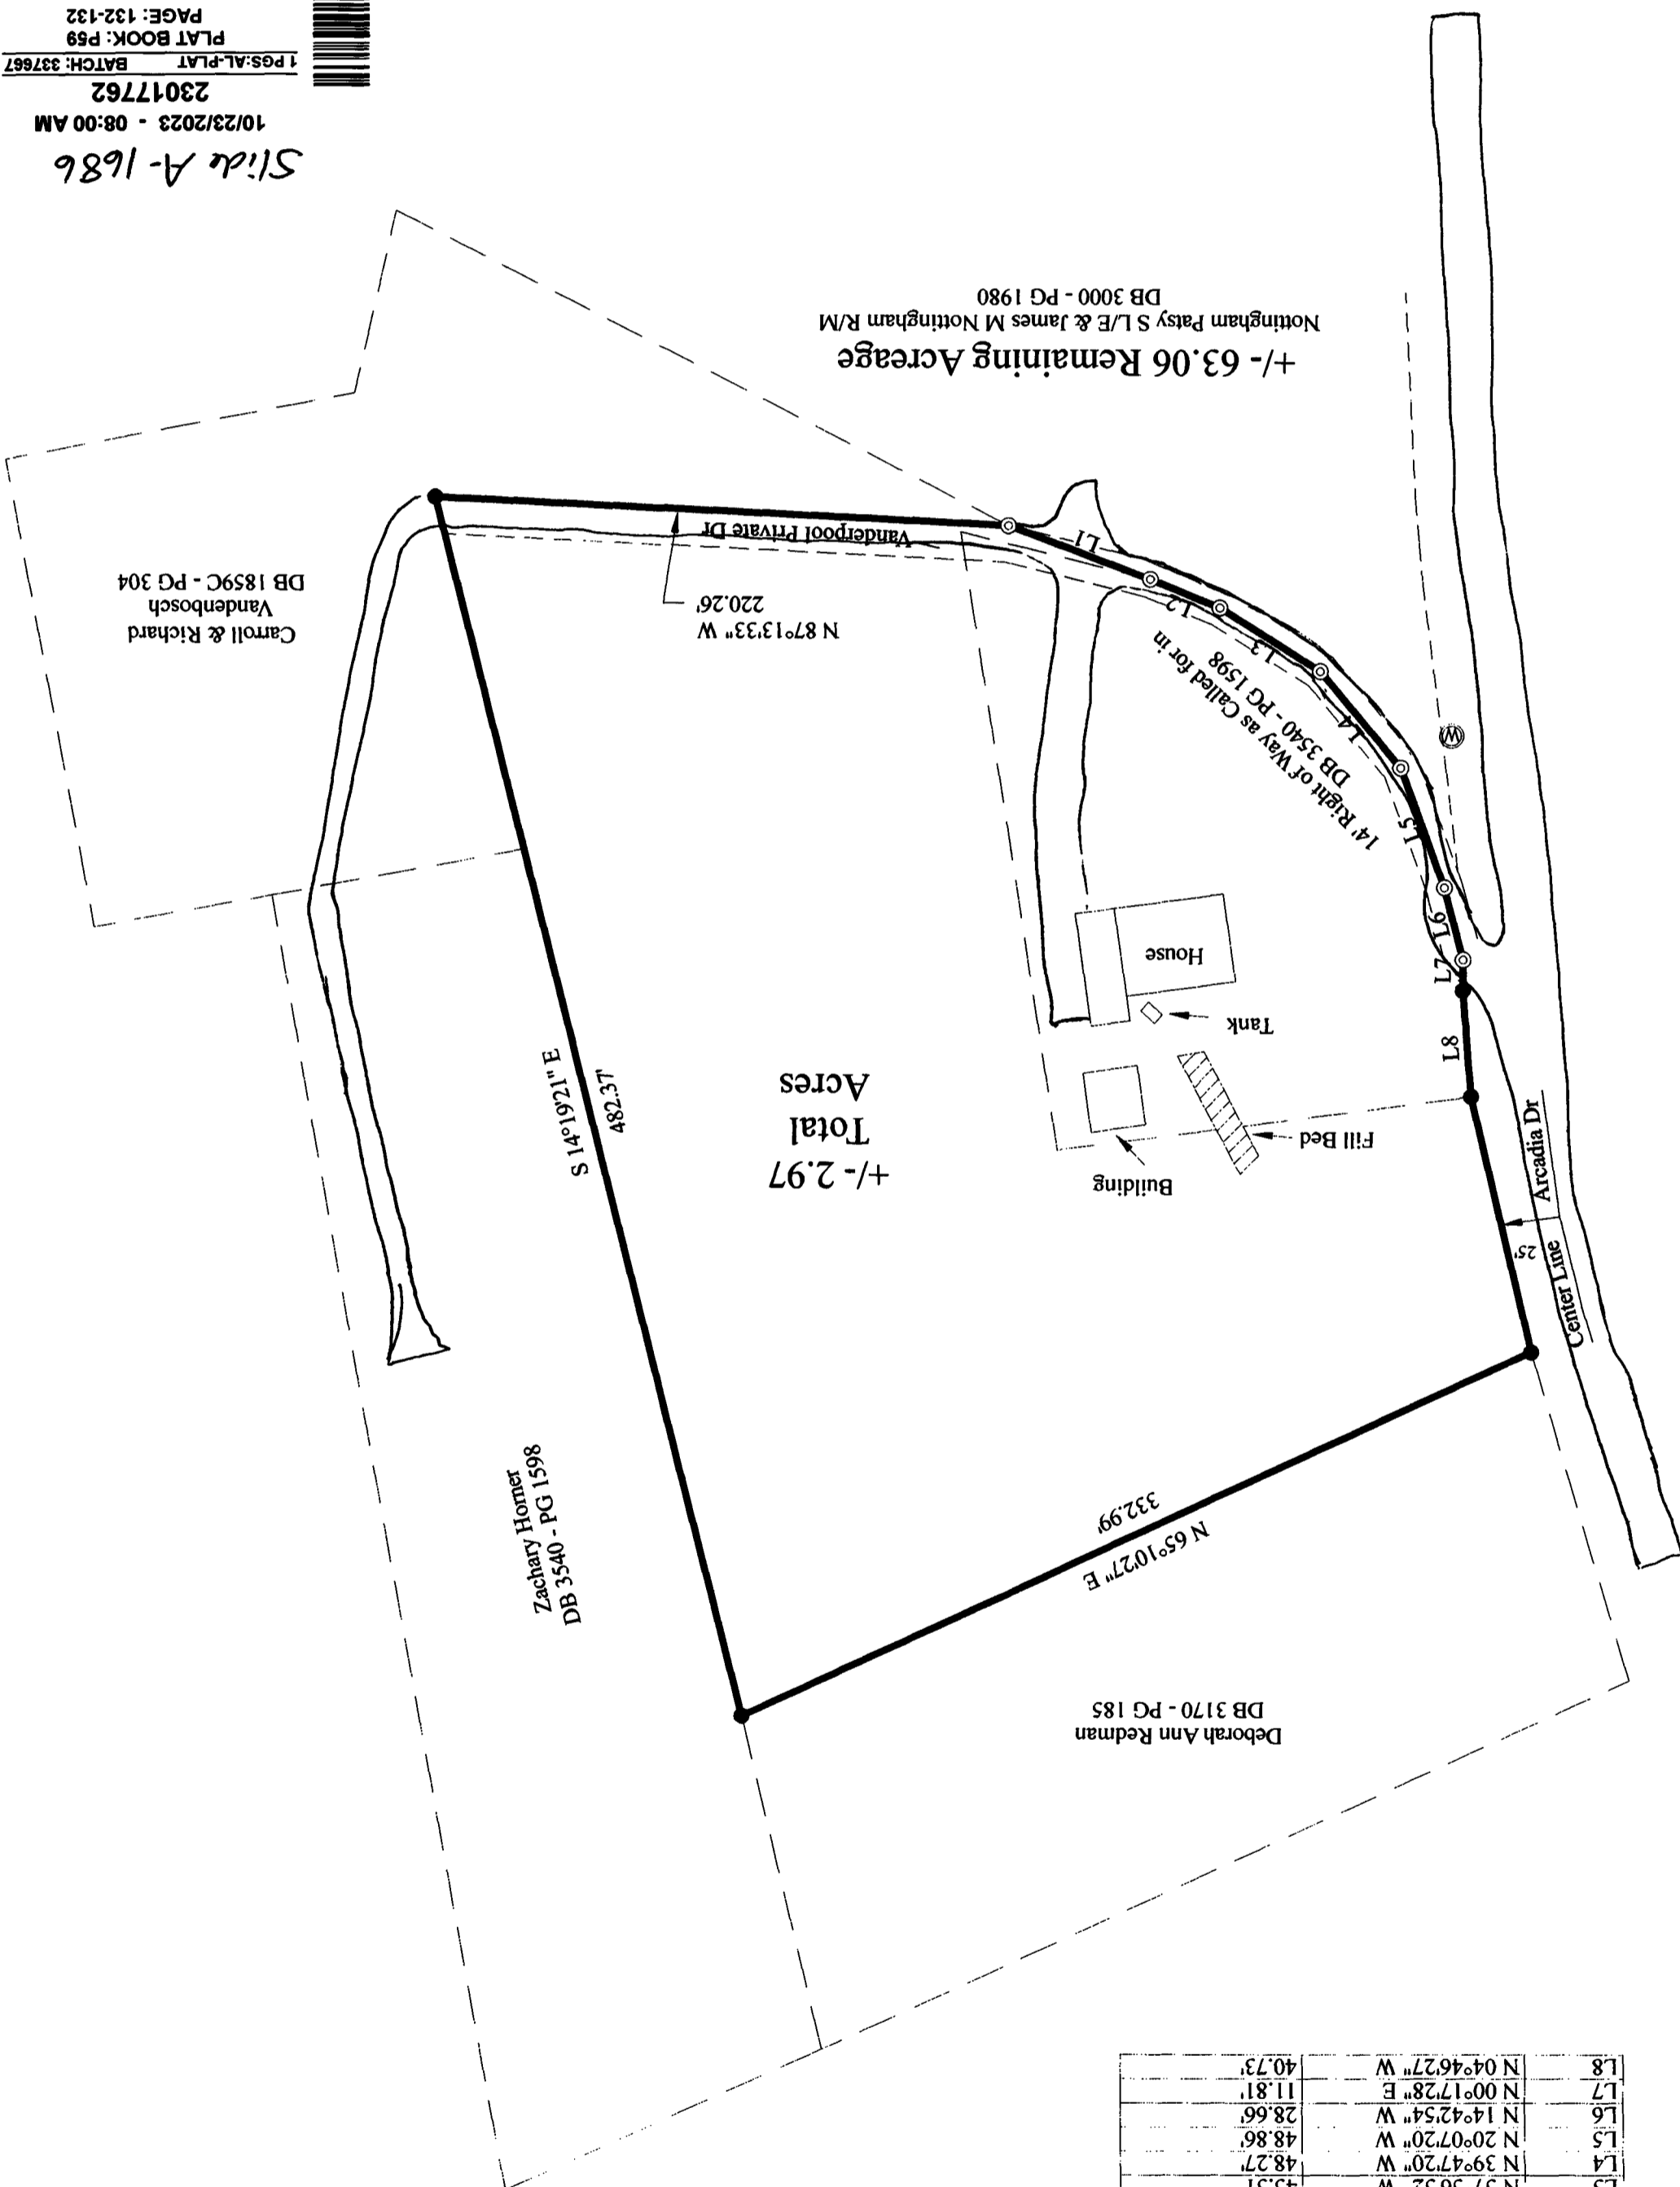 L3 N 57°56'52" W 45.51'
L4 N 39°47'20" W 48.27'
L5 N 20°07'20" W 48.86'
L6 N 14°42'54" W 28.66'
L7 N 00°17'28" E 11.81'
L8 N 04°46'27" W 40.73'
Deborah Ann Redman
DB 3170 - PG 185
N 65°10'27" E
332.99'
Zachary Horner
DB 3540 - PG 1598
Center Line
25'
Arcadia Dr
Building
Fill Bed
Tank
House
+/- 2.97
Total
Acres
S 14°19'21" E
482.37'
L8
L7
L6
L5
L4
L3
L2
L1
14' Right of Way as Called for in
DB 3540 - PG 1598
W
N 87°13'33" W
220.26'
Vanderpool Private Dr
Carroll & Richard
Vandenbosch
DB 1859C - PG 304
+/- 63.06 Remaining Acreage
Nottingham Patsy S L/E & James M Nottingham R/M
DB 3000 - PG 1980
Slide A-1686
10/23/2023 - 08:00 AM
23017762
1 PGS:AL-PLAT BATCH: 337667
PLAT BOOK: P59
PAGE: 132-132